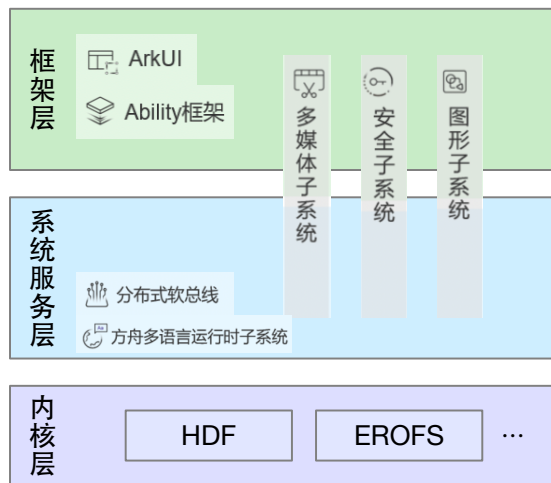 框架层
ArkUI
Ability框架
多媒体子系统
安全子系统
图形子系统
系统服务层
分布式软总线
方舟多语言运行时子系统
内核层
HDF
EROFS
…